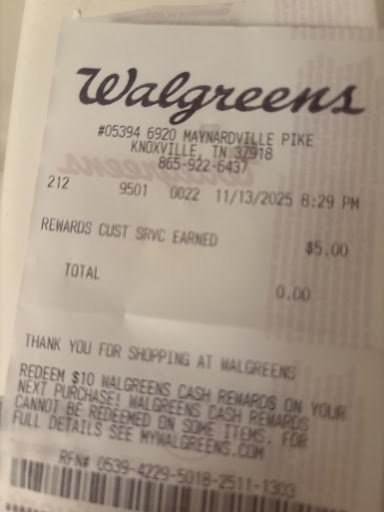 Walgreens
#05394 6920 MAYNARDVILLE PIKE
KNOXVILLE, TN 37918
865-922-6437
212 9501 0022 11/13/2025 8:29 PM
REWARDS CUST SRVC EARNED $5.00
TOTAL 0.00
THANK YOU FOR SHOPPING AT WALGREENS
REDEEM $10 WALGREENS CASH REWARDS ON YOUR
NEXT PURCHASE! WALGREENS CASH REWARDS
CANNOT BE REDEEMED ON SOME ITEMS. FOR
FULL DETAILS SEE MYWALGREENS.COM
RFN# 0539-4229-5018-2511-1303